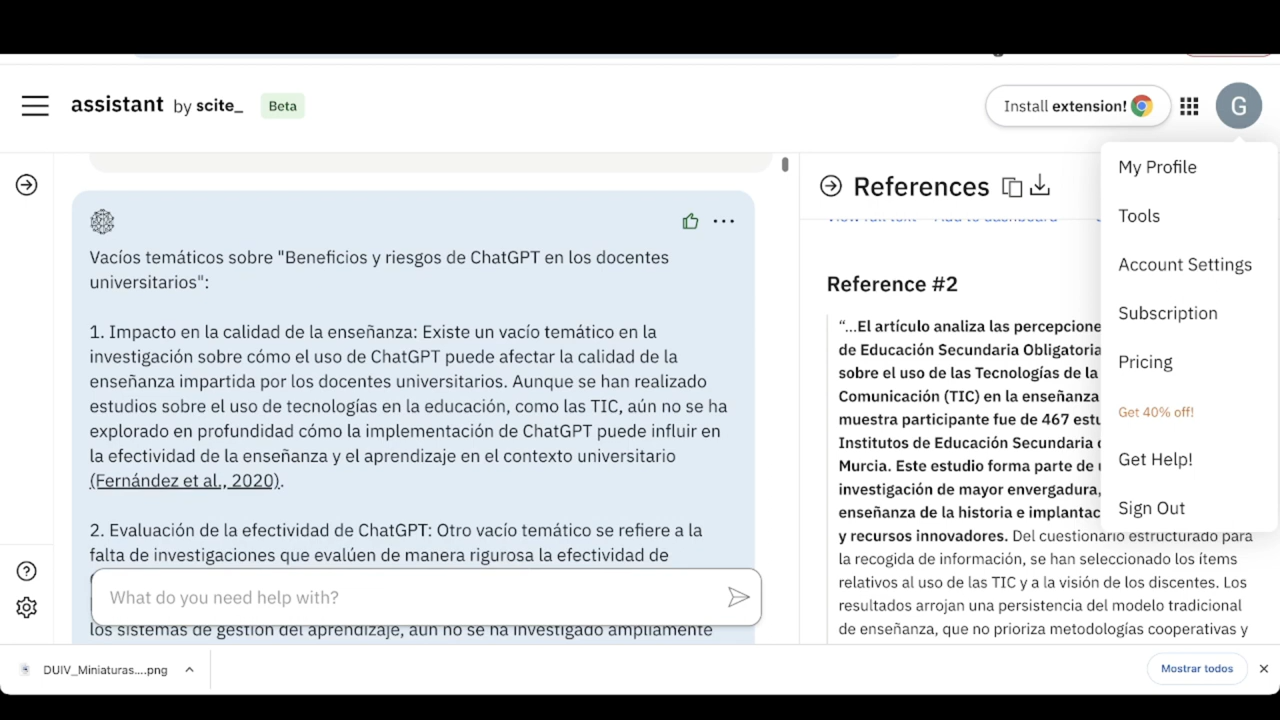 assistant by scite_ Beta
Install extension!
G
My Profile
Tools
Account Settings
Subscription
Pricing
Get 40% off!
Get Help!
Sign Out
Vacíos temáticos sobre "Beneficios y riesgos de ChatGPT en los docentes
universitarios":
1. Impacto en la calidad de la enseñanza: Existe un vacío temático en la
investigación sobre cómo el uso de ChatGPT puede afectar la calidad de la
enseñanza impartida por los docentes universitarios. Aunque se han realizado
estudios sobre el uso de tecnologías en la educación, como las TIC, aún no se ha
explorado en profundidad cómo la implementación de ChatGPT puede influir en
la efectividad de la enseñanza y el aprendizaje en el contexto universitario
(Fernández et al., 2020).
2. Evaluación de la efectividad de ChatGPT: Otro vacío temático se refiere a la
falta de investigaciones que evalúen de manera rigurosa la efectividad de
What do you need help with?
los sistemas de gestión del aprendizaje, aún no se ha investigado ampliamente
References
Reference #2
“...El artículo analiza las percepcione
de Educación Secundaria Obligatoria
sobre el uso de las Tecnologías de la
Comunicación (TIC) en la enseñanza
muestra participante fue de 467 estu
Institutos de Educación Secundaria
Murcia. Este estudio forma parte de
investigación de mayor envergadura,
enseñanza de la historia e implantac
y recursos innovadores. Del cuestionario estructurado para
la recogida de información, se han seleccionado los ítems
relativos al uso de las TIC y a la visión de los discentes. Los
resultados arrojan una persistencia del modelo tradicional
de enseñanza, que no prioriza metodologías cooperativas y
DUIV_Miniaturas....png
Mostrar todos